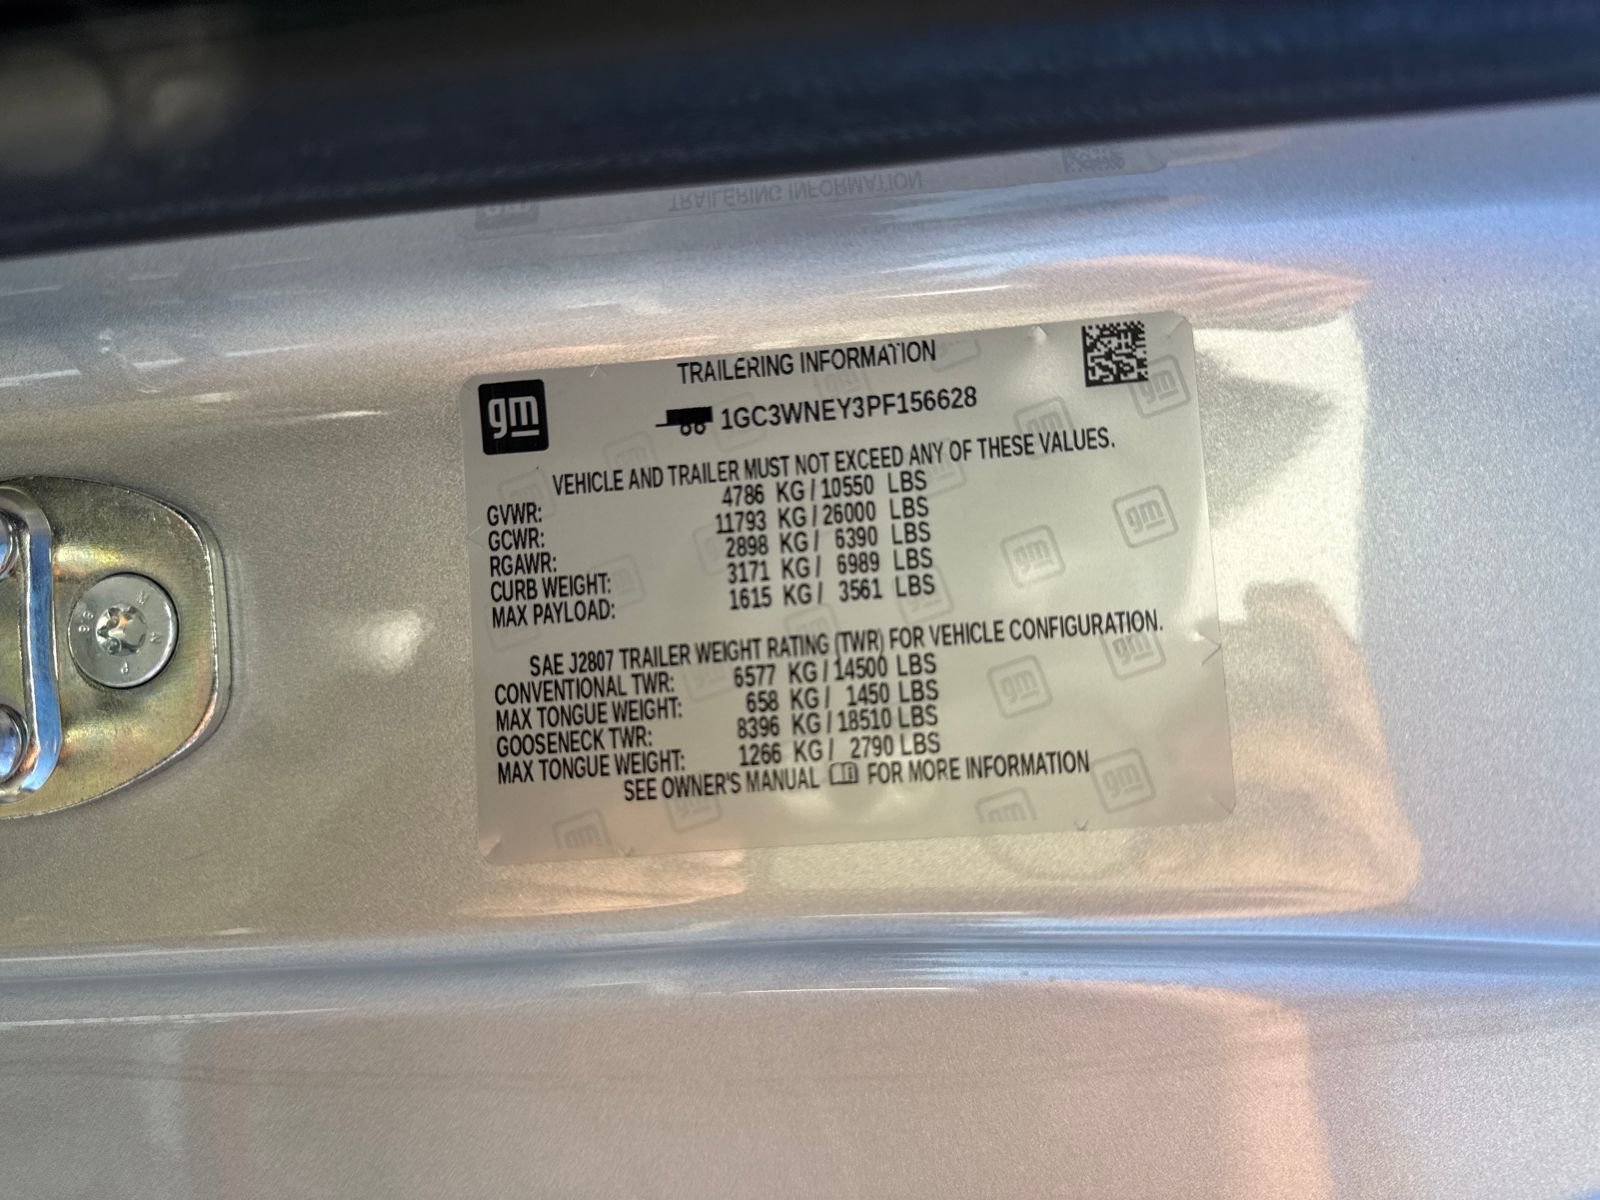 gm
TRAILERING INFORMATION
1GC3WNEY3PF156628
VEHICLE AND TRAILER MUST NOT EXCEED ANY OF THESE VALUES.
GVWR: 4786 KG / 10550 LBS
GCWR: 11793 KG / 26000 LBS
RGAWR: 2898 KG / 6390 LBS
CURB WEIGHT: 3171 KG / 6989 LBS
MAX PAYLOAD: 1615 KG / 3561 LBS
SAE J2807 TRAILER WEIGHT RATING (TWR) FOR VEHICLE CONFIGURATION.
CONVENTIONAL TWR: 6577 KG / 14500 LBS
MAX TONGUE WEIGHT: 658 KG / 1450 LBS
GOOSENECK TWR: 8396 KG / 18510 LBS
MAX TONGUE WEIGHT: 1266 KG / 2790 LBS
SEE OWNER'S MANUAL FOR MORE INFORMATION